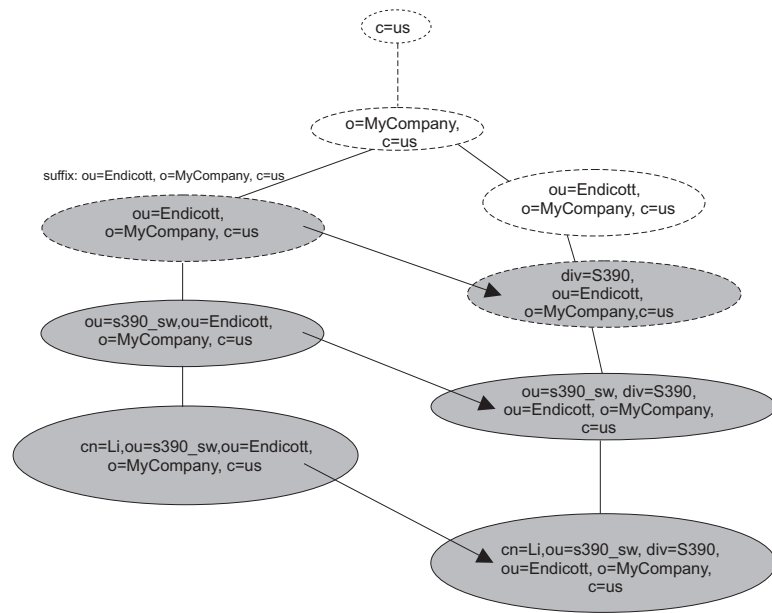 c=us
o=MyCompany,
c=us
suffix: ou=Endicott, o=MyCompany, c=us
ou=Endicott,
o=MyCompany, c=us
ou=Endicott,
o=MyCompany, c=us
div=S390,
ou=Endicott,
o=MyCompany,c=us
ou=s390_sw,ou=Endicott,
o=MyCompany, c=us
ou=s390_sw, div=S390,
ou=Endicott, o=MyCompany,
c=us
cn=Li,ou=s390_sw,ou=Endicott,
o=MyCompany, c=us
cn=Li,ou=s390_sw, div=S390,
ou=Endicott, o=MyCompany,
c=us